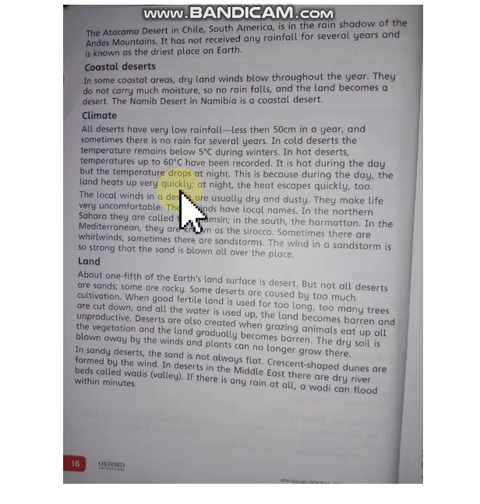 www.BANDICAM.com
The Atacama Desert in Chile, South America, is in the rain shadow of the
Andes Mountains. It has not received any rainfall for several years and
is known as the driest place on Earth.
Coastal deserts
In some coastal areas, dry land winds blow throughout the year. They
do not carry much moisture, so no rain falls, and the land becomes a
desert. The Namib Desert in Namibia is a coastal desert.
Climate
All deserts have very low rainfall—less then 50cm in a year, and
sometimes there is no rain for several years. In cold deserts the
temperature remains below 5°C during winters. In hot deserts,
temperatures up to 60°C have been recorded. It is hot during the day
but the temperature drops at night. This is because during the day, the
land heats up very quickly; at night, the heat escapes quickly, too.
The local winds in a desert are usually dry and dusty. They make life
very uncomfortable. The winds have local names. In the northern
Sahara they are called khamsin; in the south, the harmattan. In the
Mediterranean, they are known as the sirocco. Sometimes there are
whirlwinds; sometimes there are sandstorms. The wind in a sandstorm is
so strong that the sand is blown all over the place.
Land
About one-fifth of the Earth's land surface is desert. But not all deserts
are sands; some are rocky. Some deserts are caused by too much
cultivation. When good fertile land is used for too long, too many trees
are cut down, and all the water is used up, the land becomes barren and
unproductive. Deserts are also created when grazing animals eat up all
the vegetation and the land gradually becomes barren. The dry soil is
blown away by the winds and plants can no longer grow there.
In sandy deserts, the sand is not always flat. Crescent-shaped dunes are
formed by the wind. In deserts in the Middle East there are dry river
beds called wadis (valley). If there is any rain at all, a wadi can flood
within minutes.
16
OXFORD